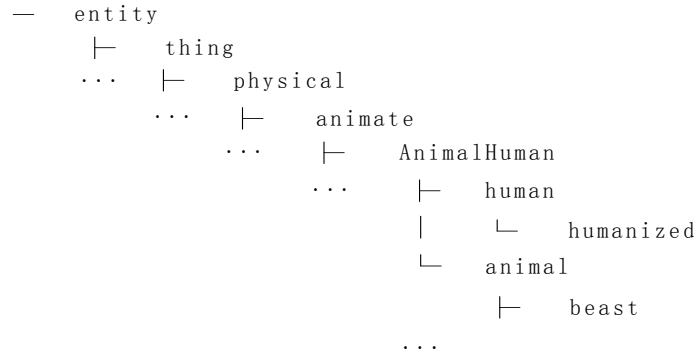 — entity
├ thing
... ├ physical
... ├ animate
... ├ AnimalHuman
... ├ human
│ └ humanized
└ animal
├ beast
...